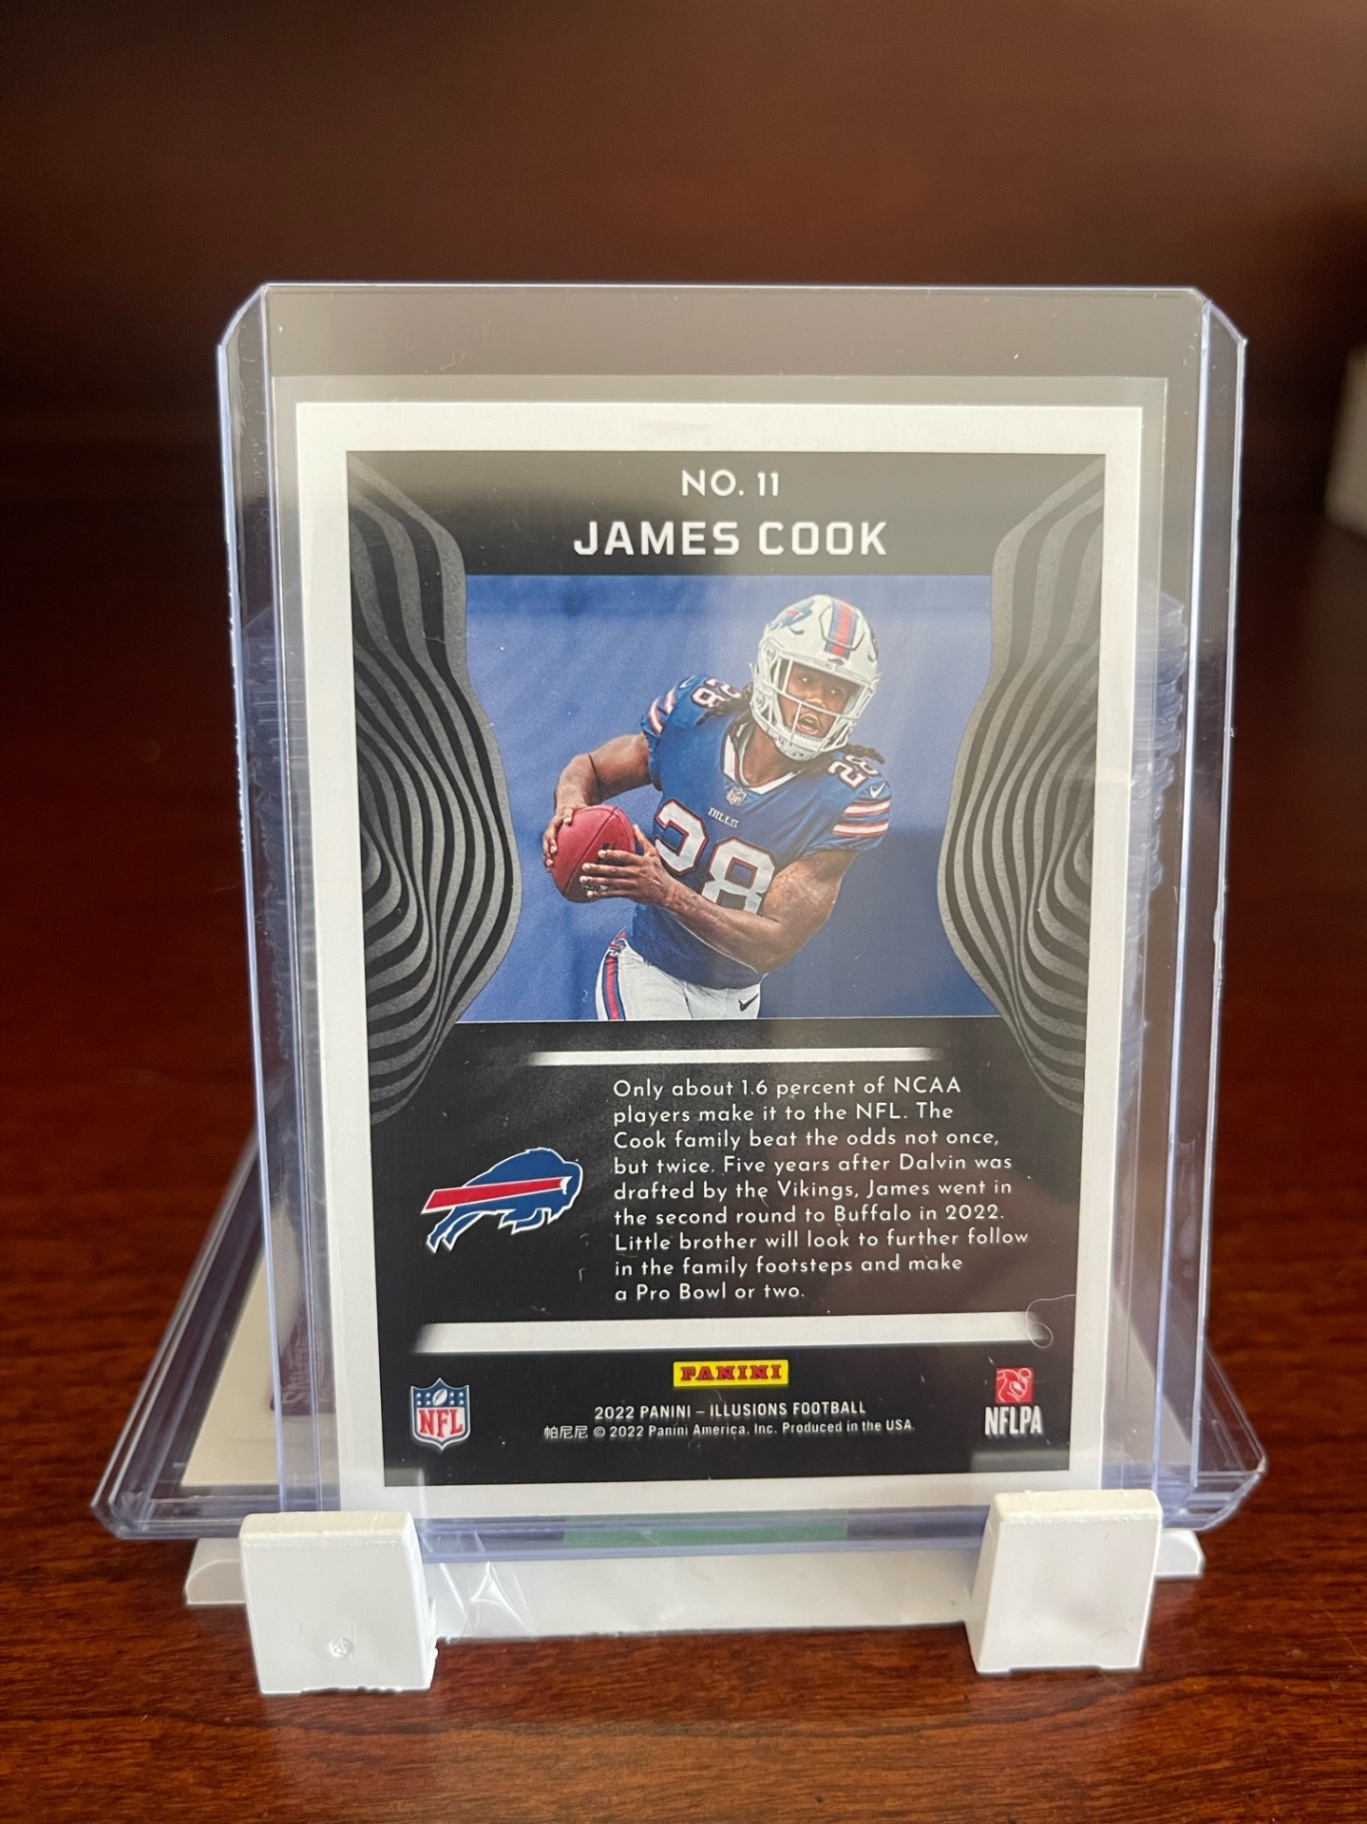 NO. 11
JAMES COOK
28
28
BILLS
28
Only about 1.6 percent of NCAA
players make it to the NFL. The
Cook family beat the odds not once,
but twice. Five years after Dalvin was
drafted by the Vikings, James went in
the second round to Buffalo in 2022.
Little brother will look to further follow
in the family footsteps and make
a Pro Bowl or two.
PANINI
NFL
2022 PANINI – ILLUSIONS FOOTBALL
帕尼尼 © 2022 Panini America, Inc. Produced in the USA.
NFLPA